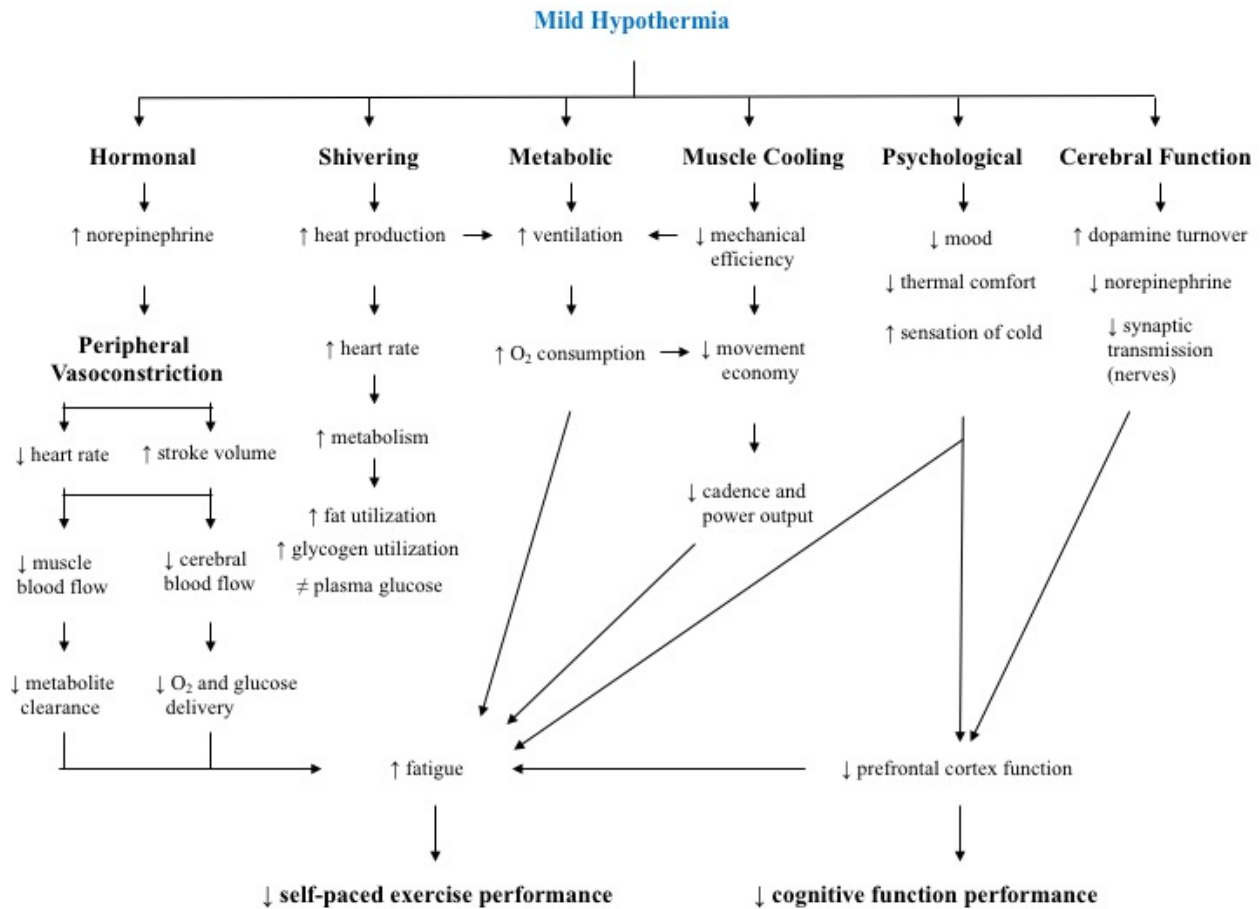 Mild Hypothermia
Hormonal
Shivering
Metabolic
Muscle Cooling
Psychological
Cerebral Function
↑ norepinephrine
↑ heat production
↑ ventilation
↓ mechanical
efficiency
↓ mood
↓ thermal comfort
↑ sensation of cold
↑ dopamine turnover
↓ norepinephrine
↓ synaptic
transmission
(nerves)
Peripheral
Vasoconstriction
↑ heart rate
↑ O₂ consumption
↓ movement
economy
↓ heart rate
↑ stroke volume
↑ metabolism
↓ cadence and
power output
↑ fat utilization
↑ glycogen utilization
≠ plasma glucose
↓ muscle
blood flow
↓ cerebral
blood flow
↓ metabolite
clearance
↓ O₂ and glucose
delivery
↑ fatigue
↓ prefrontal cortex function
↓ self-paced exercise performance
↓ cognitive function performance